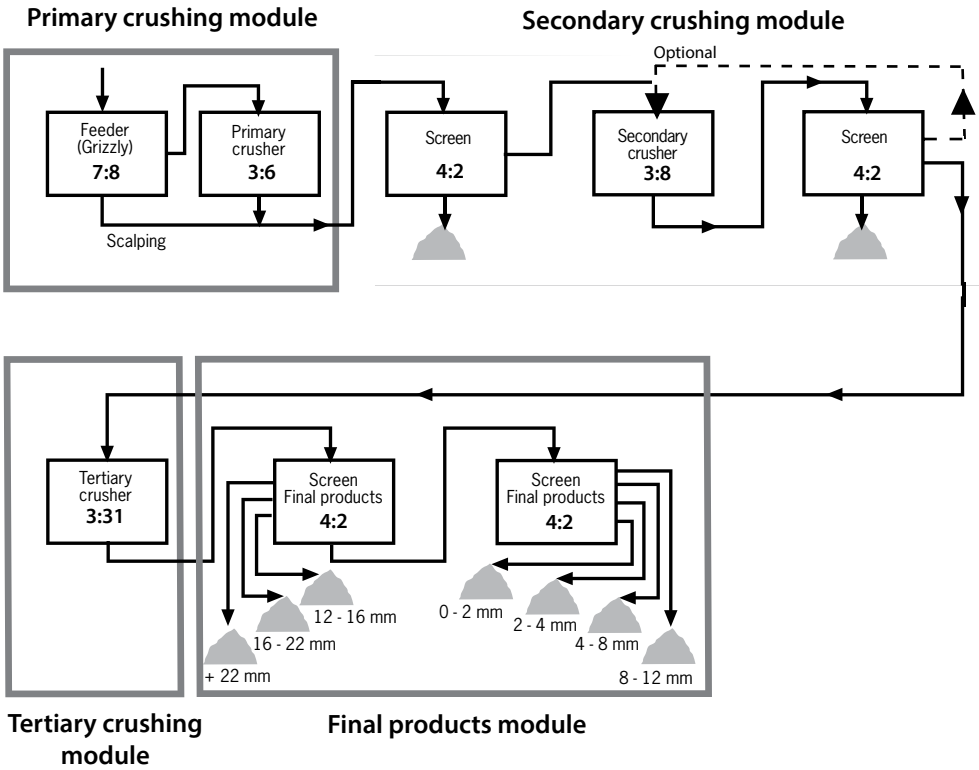 Primary crushing module
Secondary crushing module
Optional
Feeder
(Grizzly)
7:8
Primary
crusher
3:6
Screen
4:2
Secondary
crusher
3:8
Screen
4:2
Scalping
Tertiary
crusher
3:31
Screen
Final products
4:2
Screen
Final products
4:2
12 - 16 mm
16 - 22 mm
+ 22 mm
0 - 2 mm
2 - 4 mm
4 - 8 mm
8 - 12 mm
Tertiary crushing
module
Final products module